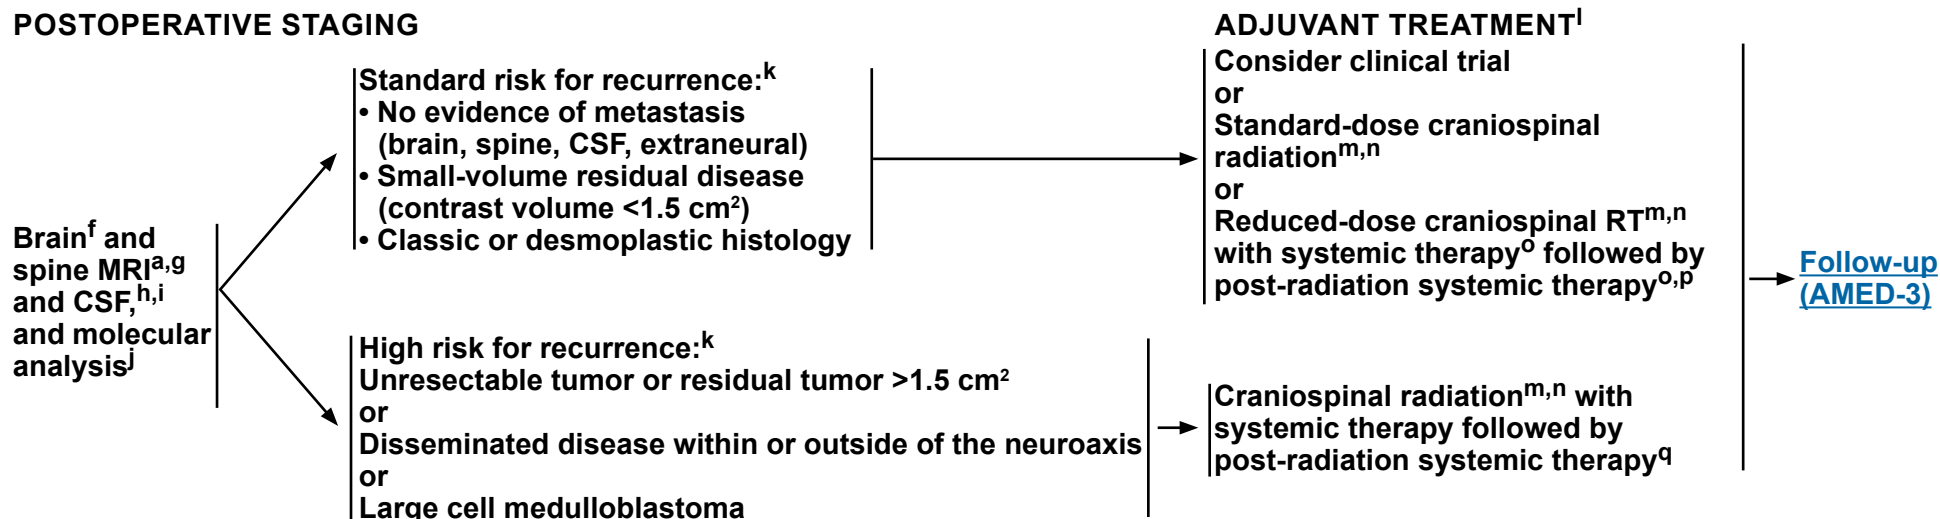 POSTOPERATIVE STAGING
Brainf and
spine MRIa,g
and CSF,h,i
and molecular
analysisj
Standard risk for recurrence:k
• No evidence of metastasis
(brain, spine, CSF, extraneural)
• Small-volume residual disease
(contrast volume <1.5 cm²)
• Classic or desmoplastic histology
High risk for recurrence:k
Unresectable tumor or residual tumor >1.5 cm²
or
Disseminated disease within or outside of the neuroaxis
or
Large cell medulloblastoma
ADJUVANT TREATMENTl
Consider clinical trial
or
Standard-dose craniospinal
radiationm,n
or
Reduced-dose craniospinal RTm,n
with systemic therapyo followed by
post-radiation systemic therapyo,p
Craniospinal radiationm,n with
systemic therapy followed by
post-radiation systemic therapyq
Follow-up
(AMED-3)